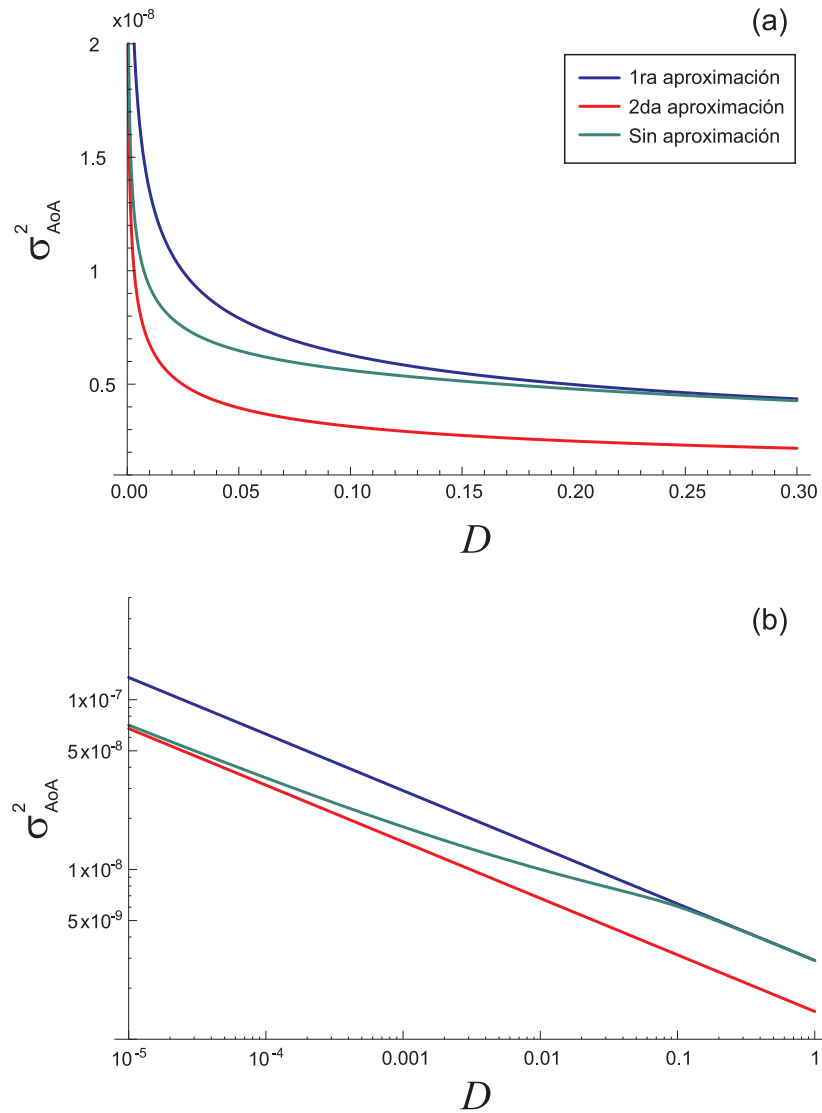 x10⁻⁸
(a)
2
1.5
1
0.5
σ²AoA
1ra aproximación
2da aproximación
Sin aproximación
0.00 0.05 0.10 0.15 0.20 0.25 0.30
D
(b)
1x10⁻⁷
5x10⁻⁸
1x10⁻⁸
5x10⁻⁹
σ²AoA
10⁻⁵ 10⁻⁴ 0.001 0.01 0.1 1
D